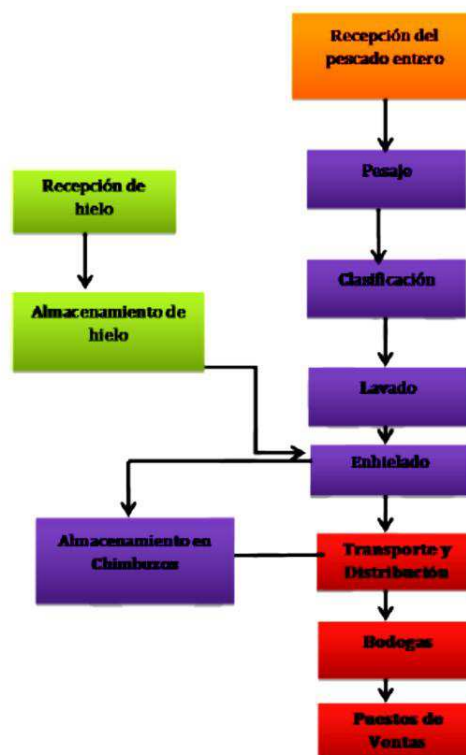 Recepción del
pescado entero
Pesaje
Recepción de
hielo
Clasificación
Almacenamiento de
hielo
Lavado
Enhielado
Almacenamiento en
Chimbuzos
Transporte y
Distribución
Bodegas
Puestos de
Ventas